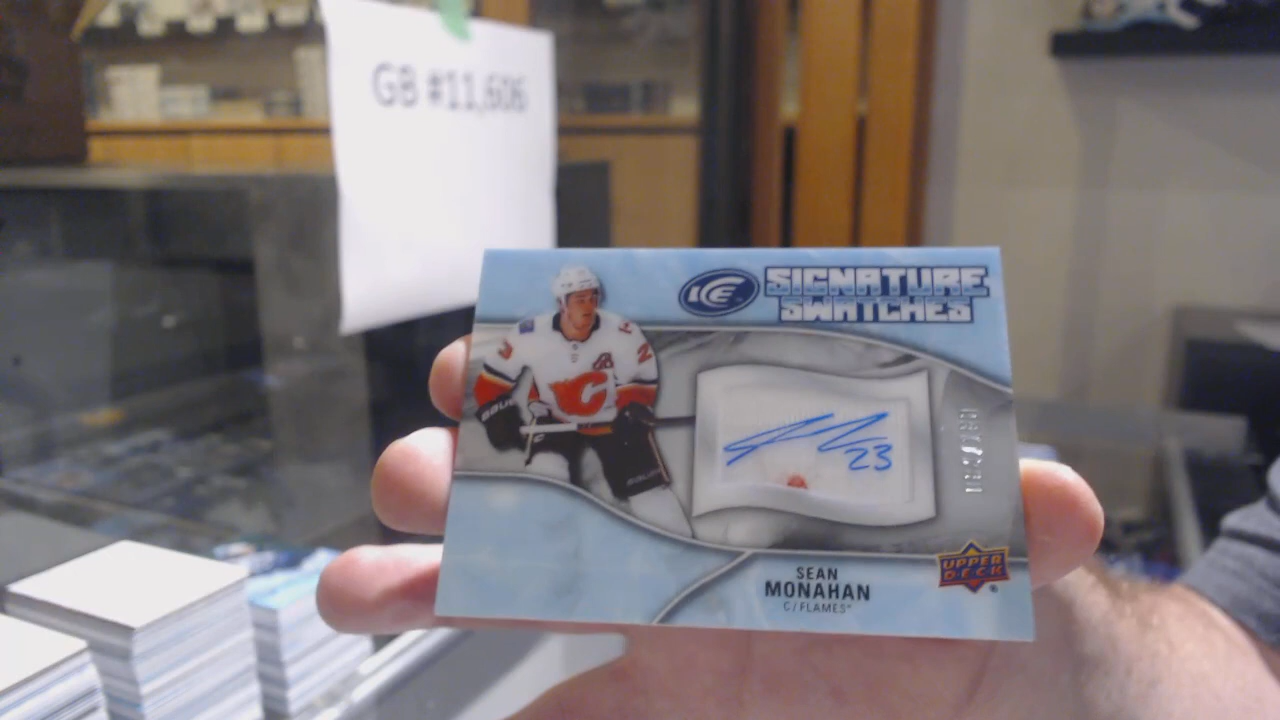 GB #11,606
ICE
SIGNATURE
SWATCHES
23
SEAN
MONAHAN
C/FLAMES
UPPER
DECK